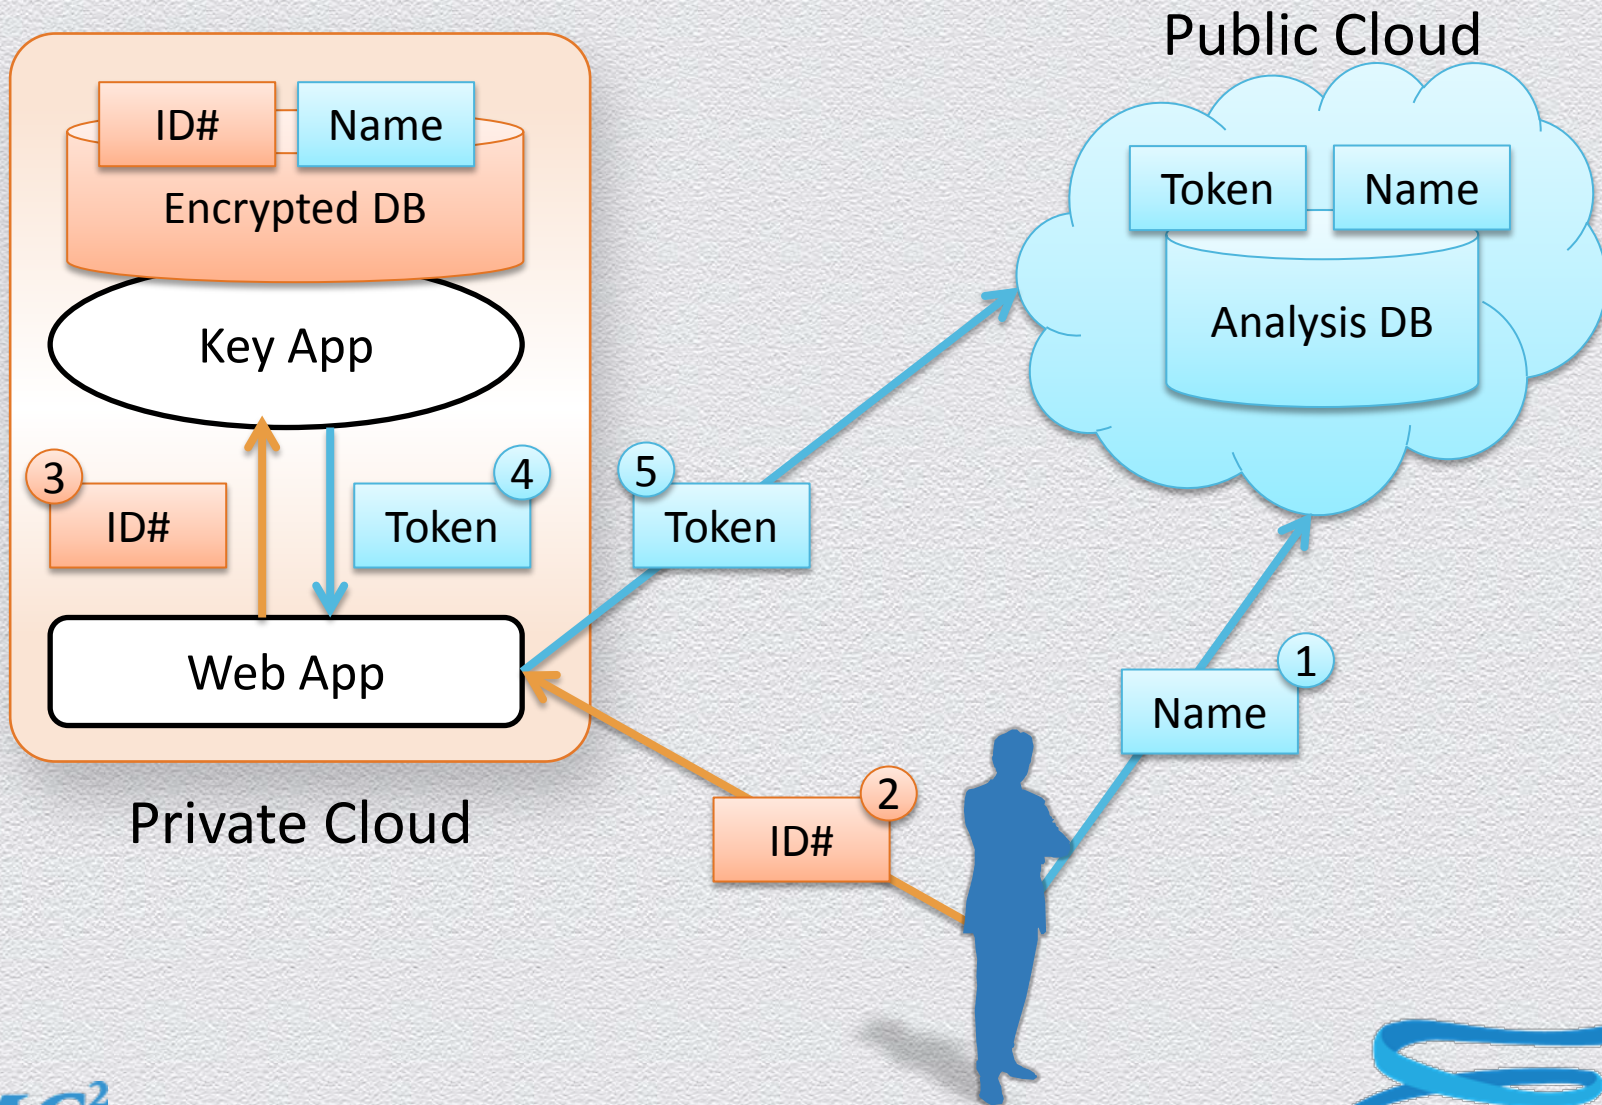 Public Cloud
ID#
Name
Encrypted DB
Token
Name
Analysis DB
Key App
3
ID#
4
Token
5
Token
Web App
1
Name
Private Cloud
2
ID#